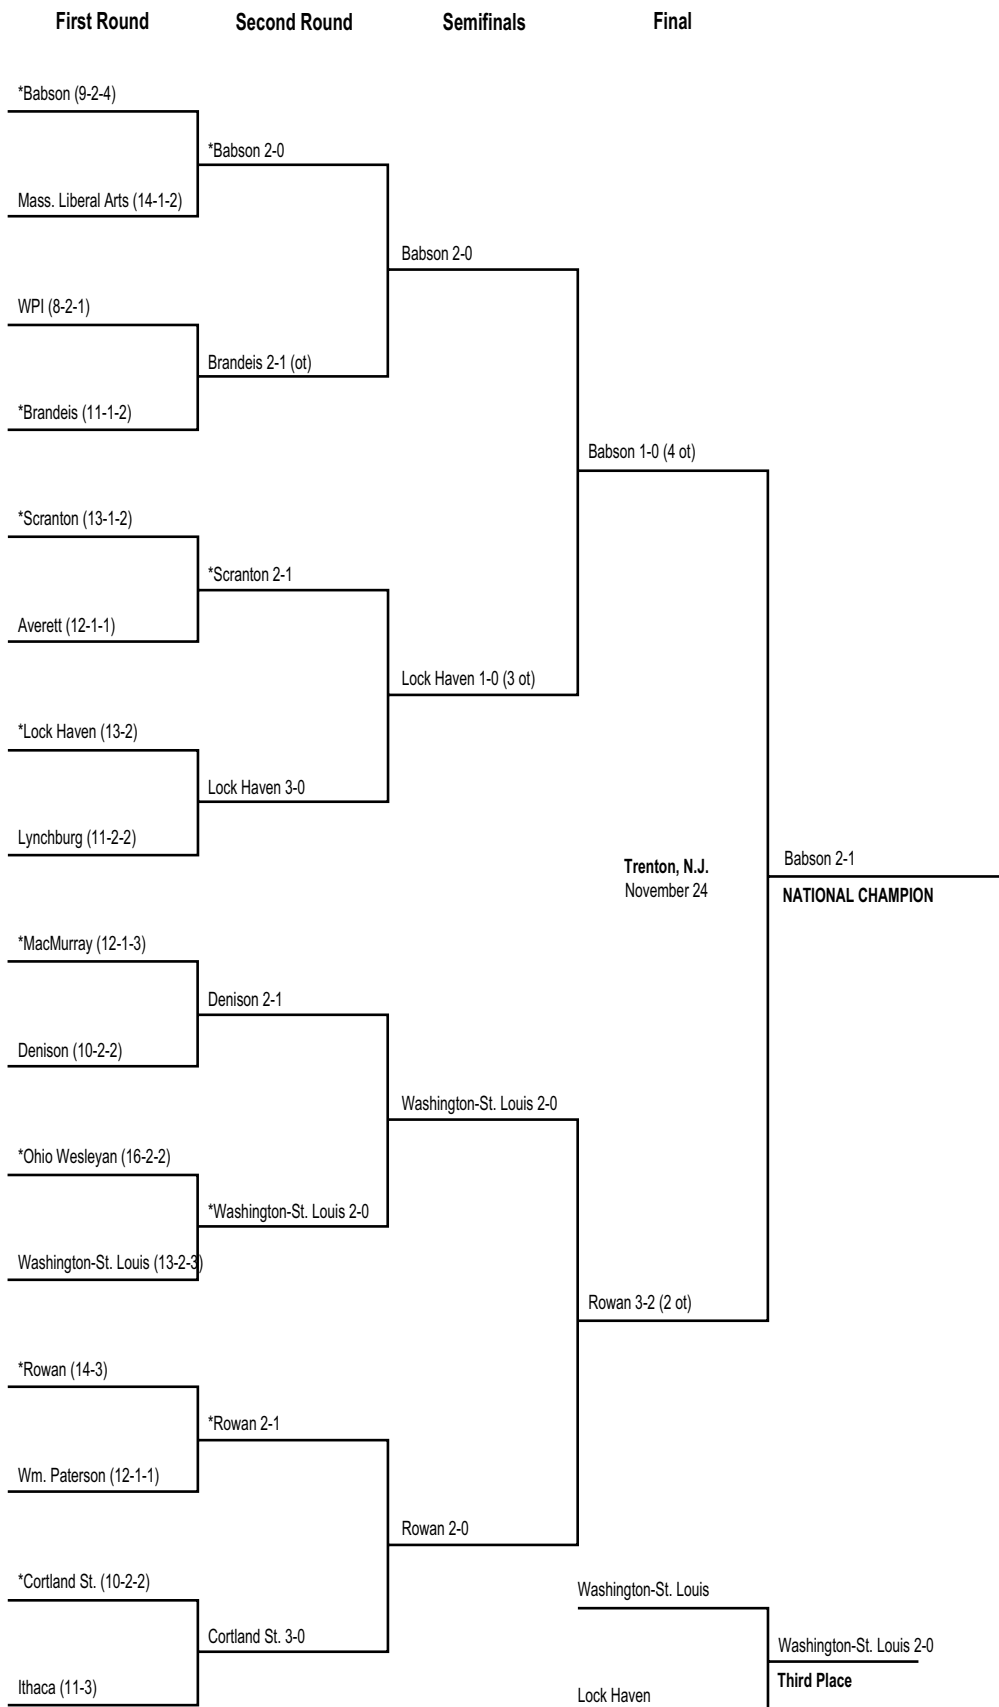 First Round Second Round Semifinals Final
*Babson (9-2-4)
*Babson 2-0
Mass. Liberal Arts (14-1-2)
Babson 2-0
WPI (8-2-1)
Brandeis 2-1 (ot)
*Brandeis (11-1-2)
Babson 1-0 (4 ot)
*Scranton (13-1-2)
*Scranton 2-1
Averett (12-1-1)
Lock Haven 1-0 (3 ot)
*Lock Haven (13-2)
Lock Haven 3-0
Lynchburg (11-2-2)
Trenton, N.J.
November 24
Babson 2-1
NATIONAL CHAMPION
*MacMurray (12-1-3)
Denison 2-1
Denison (10-2-2)
Washington-St. Louis 2-0
*Ohio Wesleyan (16-2-2)
*Washington-St. Louis 2-0
Washington-St. Louis (13-2-3)
Rowan 3-2 (2 ot)
*Rowan (14-3)
*Rowan 2-1
Wm. Paterson (12-1-1)
Rowan 2-0
*Cortland St. (10-2-2)
Cortland St. 3-0
Ithaca (11-3)
Washington-St. Louis
Washington-St. Louis 2-0
Third Place
Lock Haven